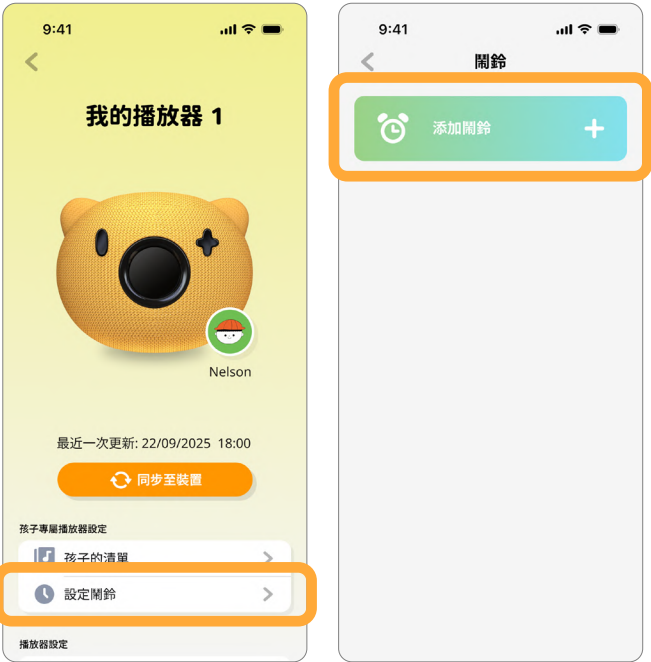 9:41
我的播放器 1
Nelson
最近一次更新: 22/09/2025 18:00
同步至裝置
孩子專屬播放器設定
孩子的清單
設定鬧鈴
播放器設定
9:41
鬧鈴
添加鬧鈴